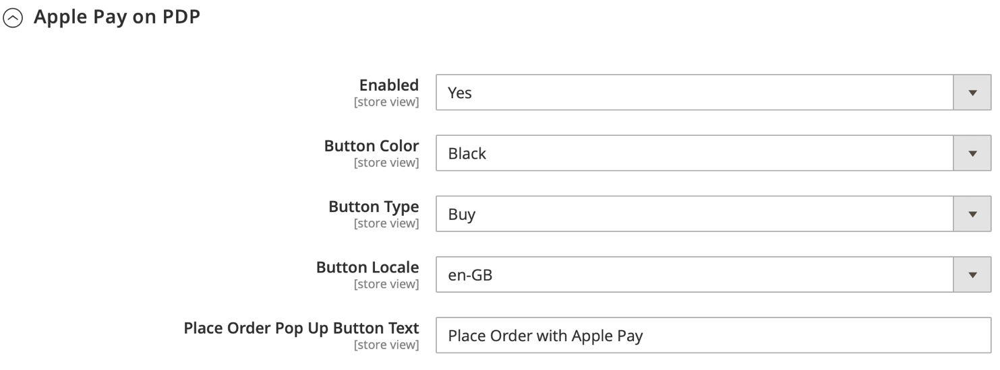 Apple Pay on PDP
Enabled
[store view]
Yes
Button Color
[store view]
Black
Button Type
[store view]
Buy
Button Locale
[store view]
en-GB
Place Order Pop Up Button Text
[store view]
Place Order with Apple Pay